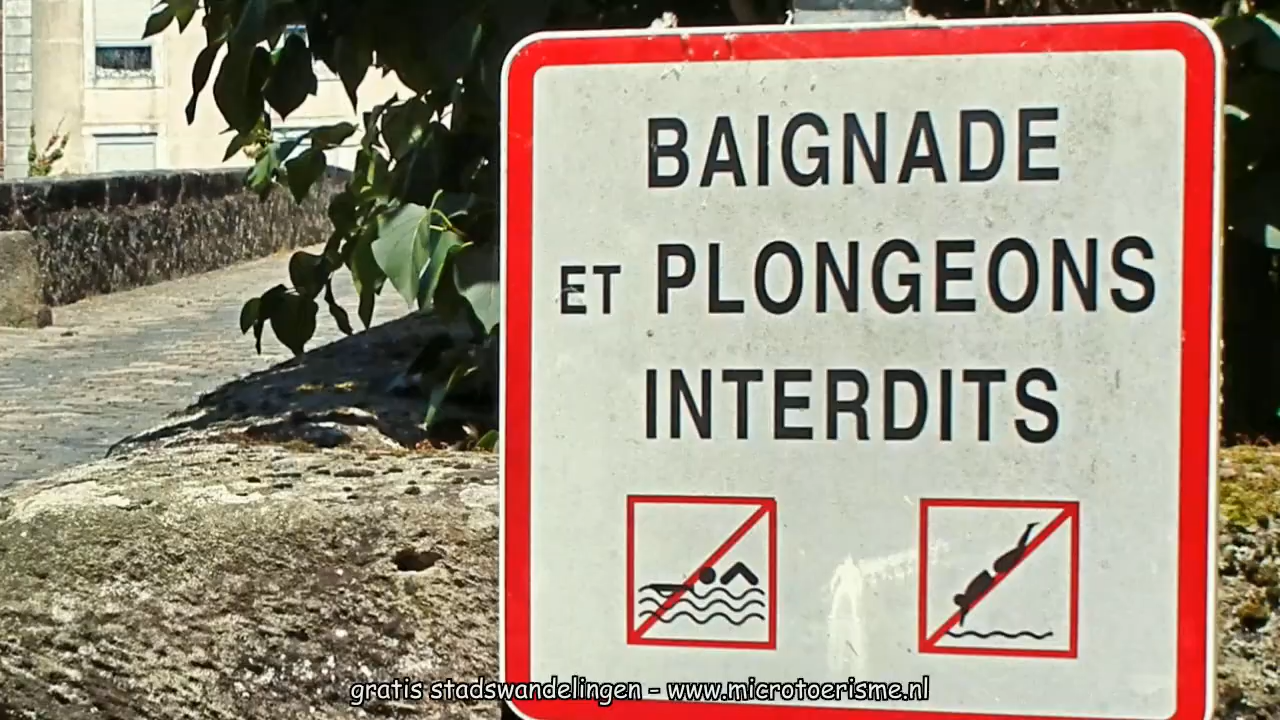 BAIGNADE
ET PLONGEONS
INTERDITS
gratis stadswandelingen - www.microtoerisme.nl